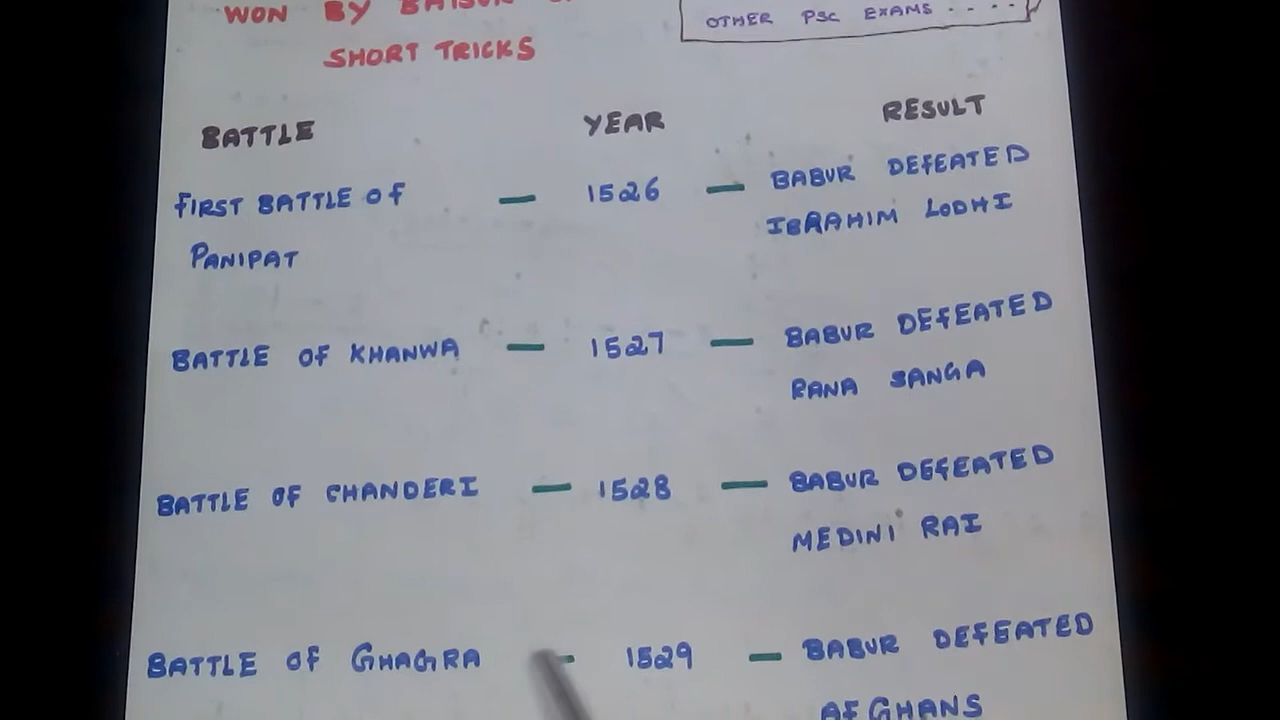 WON BY
OTHER PSC EXAMS ....
SHORT TRICKS
BATTLE YEAR RESULT
FIRST BATTLE OF — 1526 — BABUR DEFEATED
PANIPAT IBRAHIM LODHI
BATTLE OF KHANWA — 1527 — BABUR DEFEATED
RANA SANGA
BATTLE OF CHANDERI — 1528 — BABUR DEFEATED
MEDINI RAI
BATTLE OF GHAGRA — 1529 — BABUR DEFEATED
AFGHANS